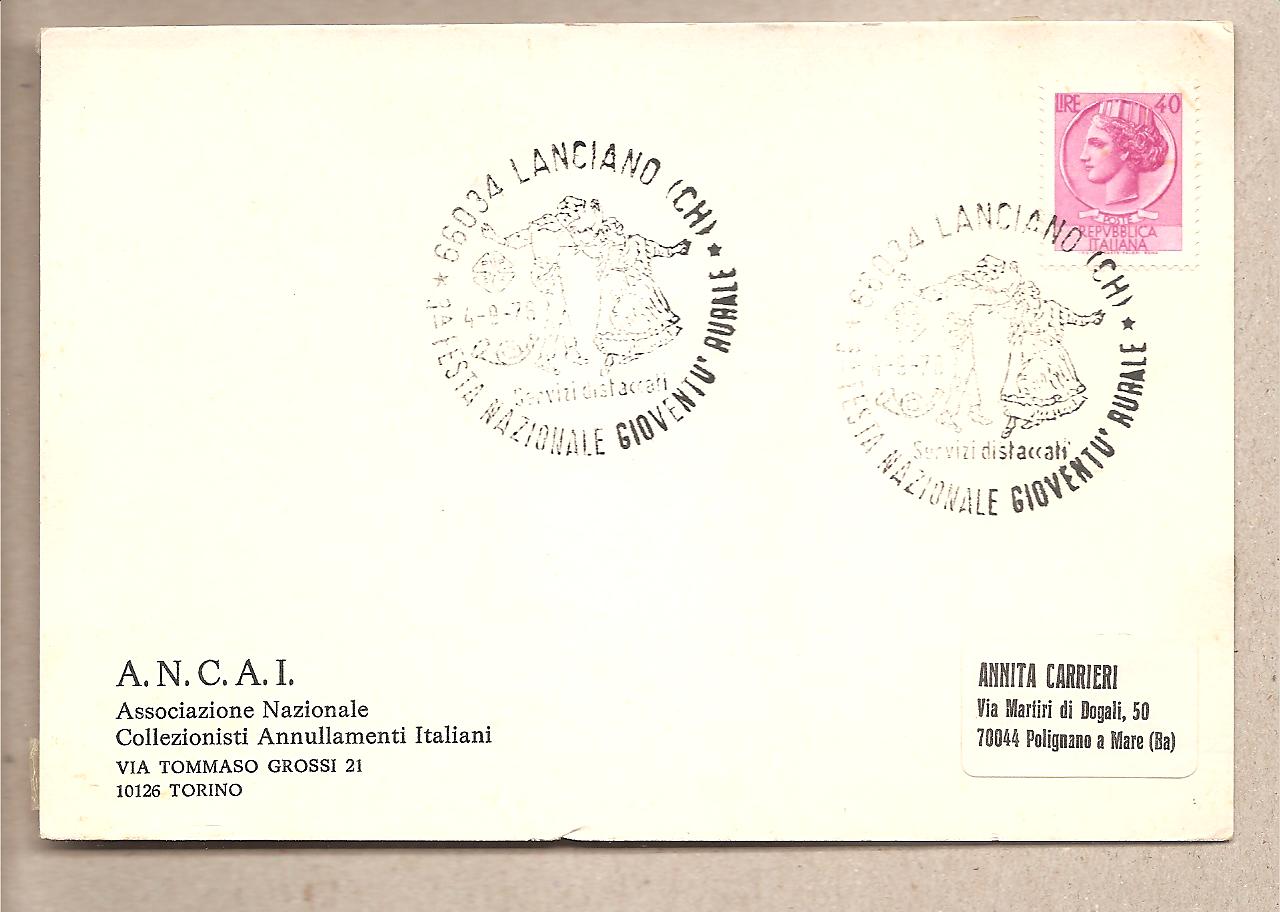 LIRE 40
POSTE
REPVBBLICA
ITALIANA
★ 66034 LANCIANO (CH) ★
FESTA NAZIONALE GIOVENTU' RURALE
Servizi distaccati
66034 LANCIANO (CH) ★
FESTA NAZIONALE GIOVENTU' RURALE
Servizi distaccati
A.N.C.A.I.
Associazione Nazionale
Collezionisti Annullamenti Italiani
VIA TOMMASO GROSSI 21
10126 TORINO
ANNITA CARRIERI
Via Martiri di Dogali, 50
70044 Polignano a Mare (Ba)